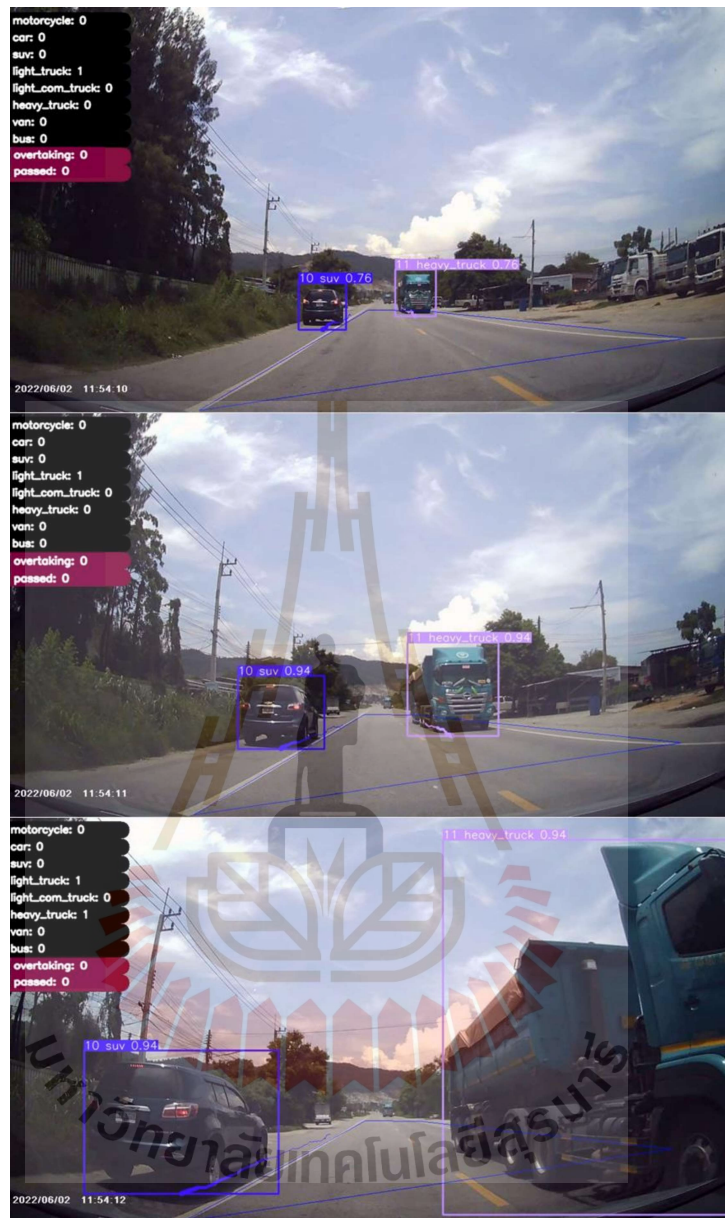 motorcycle: 0
car: 0
suv: 0
light_truck: 1
light_com_truck: 0
heavy_truck: 0
van: 0
bus: 0
overtaking: 0
passed: 0
11 heavy_truck 0.76
10 suv 0.76
2022/06/02 11:54:10
motorcycle: 0
car: 0
suv: 0
light_truck: 1
light_com_truck: 0
heavy_truck: 0
van: 0
bus: 0
overtaking: 0
passed: 0
11 heavy_truck 0.94
10 suv 0.94
2022/06/02 11:54:11
motorcycle: 0
car: 0
suv: 0
light_truck: 1
light_com_truck: 0
heavy_truck: 1
van: 0
bus: 0
overtaking: 0
passed: 0
11 heavy_truck 0.94
10 suv 0.94
มหาวิทยาลัยเทคโนโลยีสุรนารี
2022/06/02 11:54:12